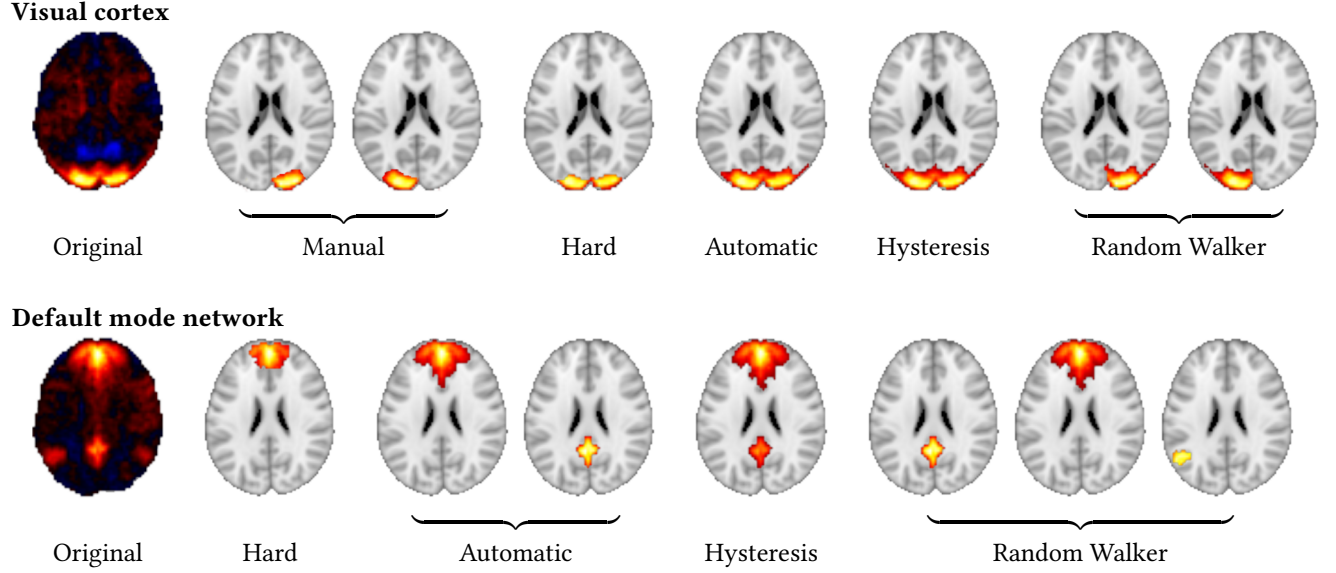 Visual cortex
Original Manual Hard Automatic Hysteresis Random Walker
Default mode network
Original Hard Automatic Hysteresis Random Walker